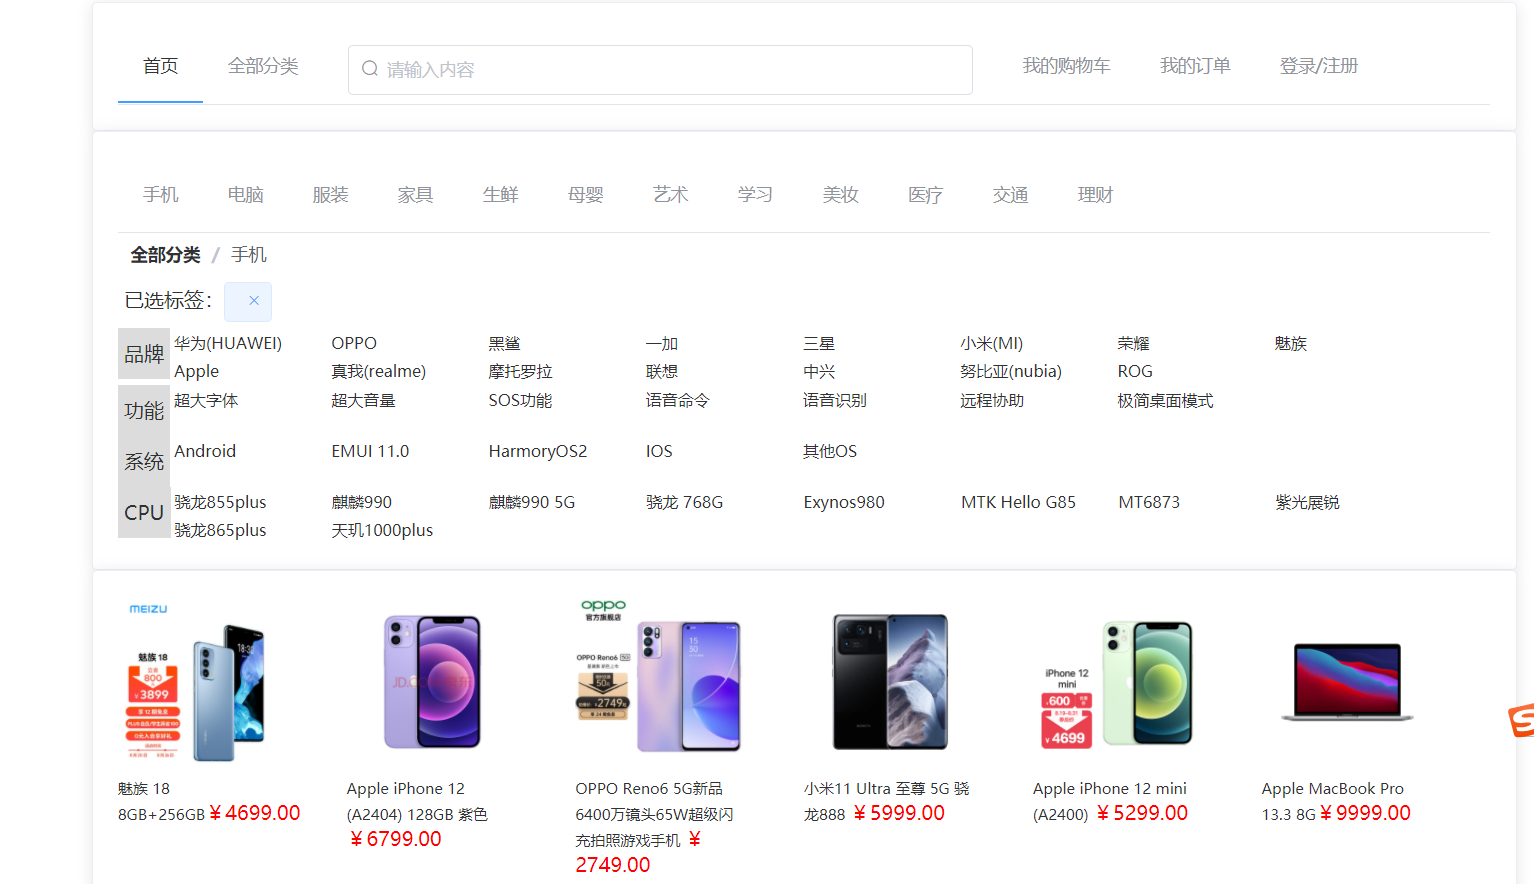 首页 全部分类 请输入内容 我的购物车 我的订单 登录/注册
手机 电脑 服装 家具 生鲜 母婴 艺术 学习 美妆 医疗 交通 理财
全部分类 / 手机
已选标签： ×
品牌 华为(HUAWEI) OPPO 黑鲨 一加 三星 小米(MI) 荣耀 魅族
Apple 真我(realme) 摩托罗拉 联想 中兴 努比亚(nubia) ROG
功能 超大字体 超大音量 SOS功能 语音命令 语音识别 远程协助 极简桌面模式
系统 Android EMUI 11.0 HarmoryOS2 IOS 其他OS
CPU 骁龙855plus 麒麟990 麒麟990 5G 骁龙 768G Exynos980 MTK Hello G85 MT6873 紫光展锐
骁龙865plus 天玑1000plus
MEIZU
魅族 18
800
¥3899
18:30
oppo
官方旗舰店
OPPO Reno6 5G
50
2749
15
50
iPhone 12
mini
600
¥4699
魅族 18
8GB+256GB ¥4699.00
Apple iPhone 12
(A2404) 128GB 紫色
¥6799.00
OPPO Reno6 5G新品
6400万镜头65W超级闪
充拍照游戏手机 ¥
2749.00
小米11 Ultra 至尊 5G 骁
龙888 ¥5999.00
Apple iPhone 12 mini
(A2400) ¥5299.00
Apple MacBook Pro
13.3 8G ¥9999.00